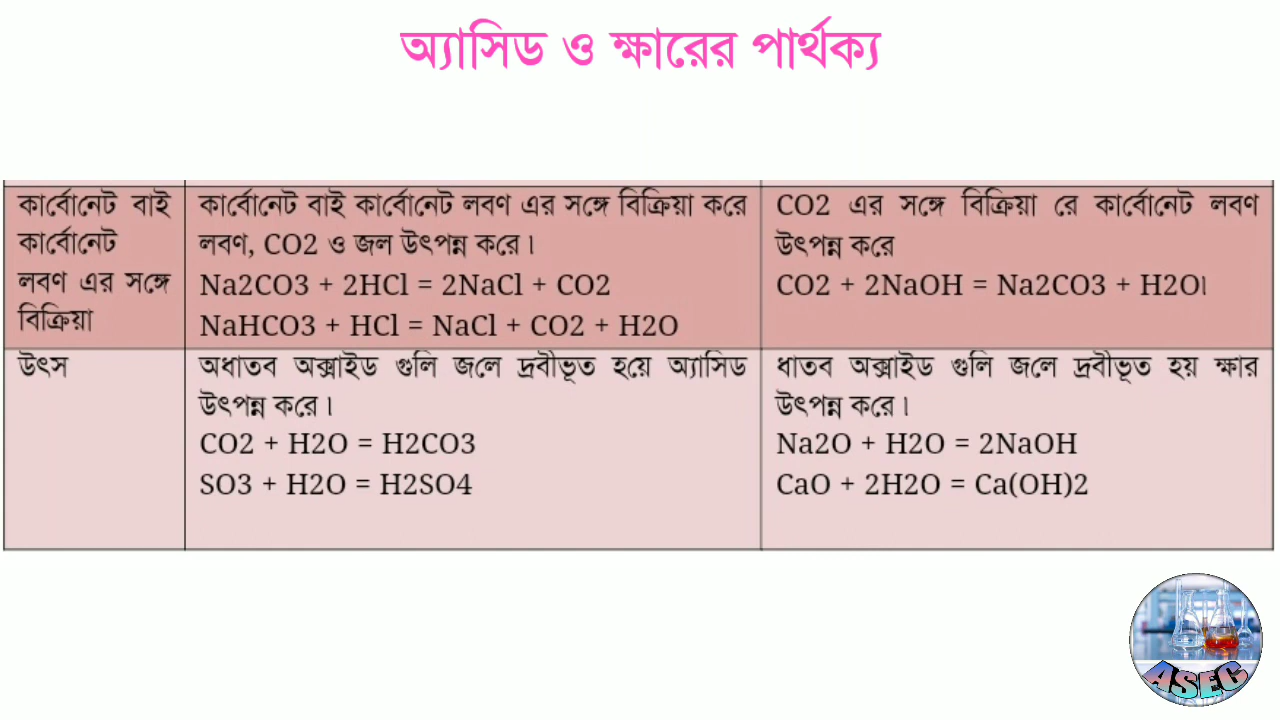 অ্যাসিড ও ক্ষারের পার্থক্য
কার্বোনেট বাই
কার্বোনেট
লবণ এর সঙ্গে
বিক্রিয়া
কার্বোনেট বাই কার্বোনেট লবণ এর সঙ্গে বিক্রিয়া করে
লবণ, CO2 ও জল উৎপন্ন করে।
Na2CO3 + 2HCl = 2NaCl + CO2
NaHCO3 + HCl = NaCl + CO2 + H2O
CO2 এর সঙ্গে বিক্রিয়া রে কার্বোনেট লবণ
উৎপন্ন করে
CO2 + 2NaOH = Na2CO3 + H2O।
উৎস
অধাতব অক্সাইড গুলি জলে দ্রবীভূত হয়ে অ্যাসিড
উৎপন্ন করে।
CO2 + H2O = H2CO3
SO3 + H2O = H2SO4
ধাতব অক্সাইড গুলি জলে দ্রবীভূত হয় ক্ষার
উৎপন্ন করে।
Na2O + H2O = 2NaOH
CaO + 2H2O = Ca(OH)2
ASEC